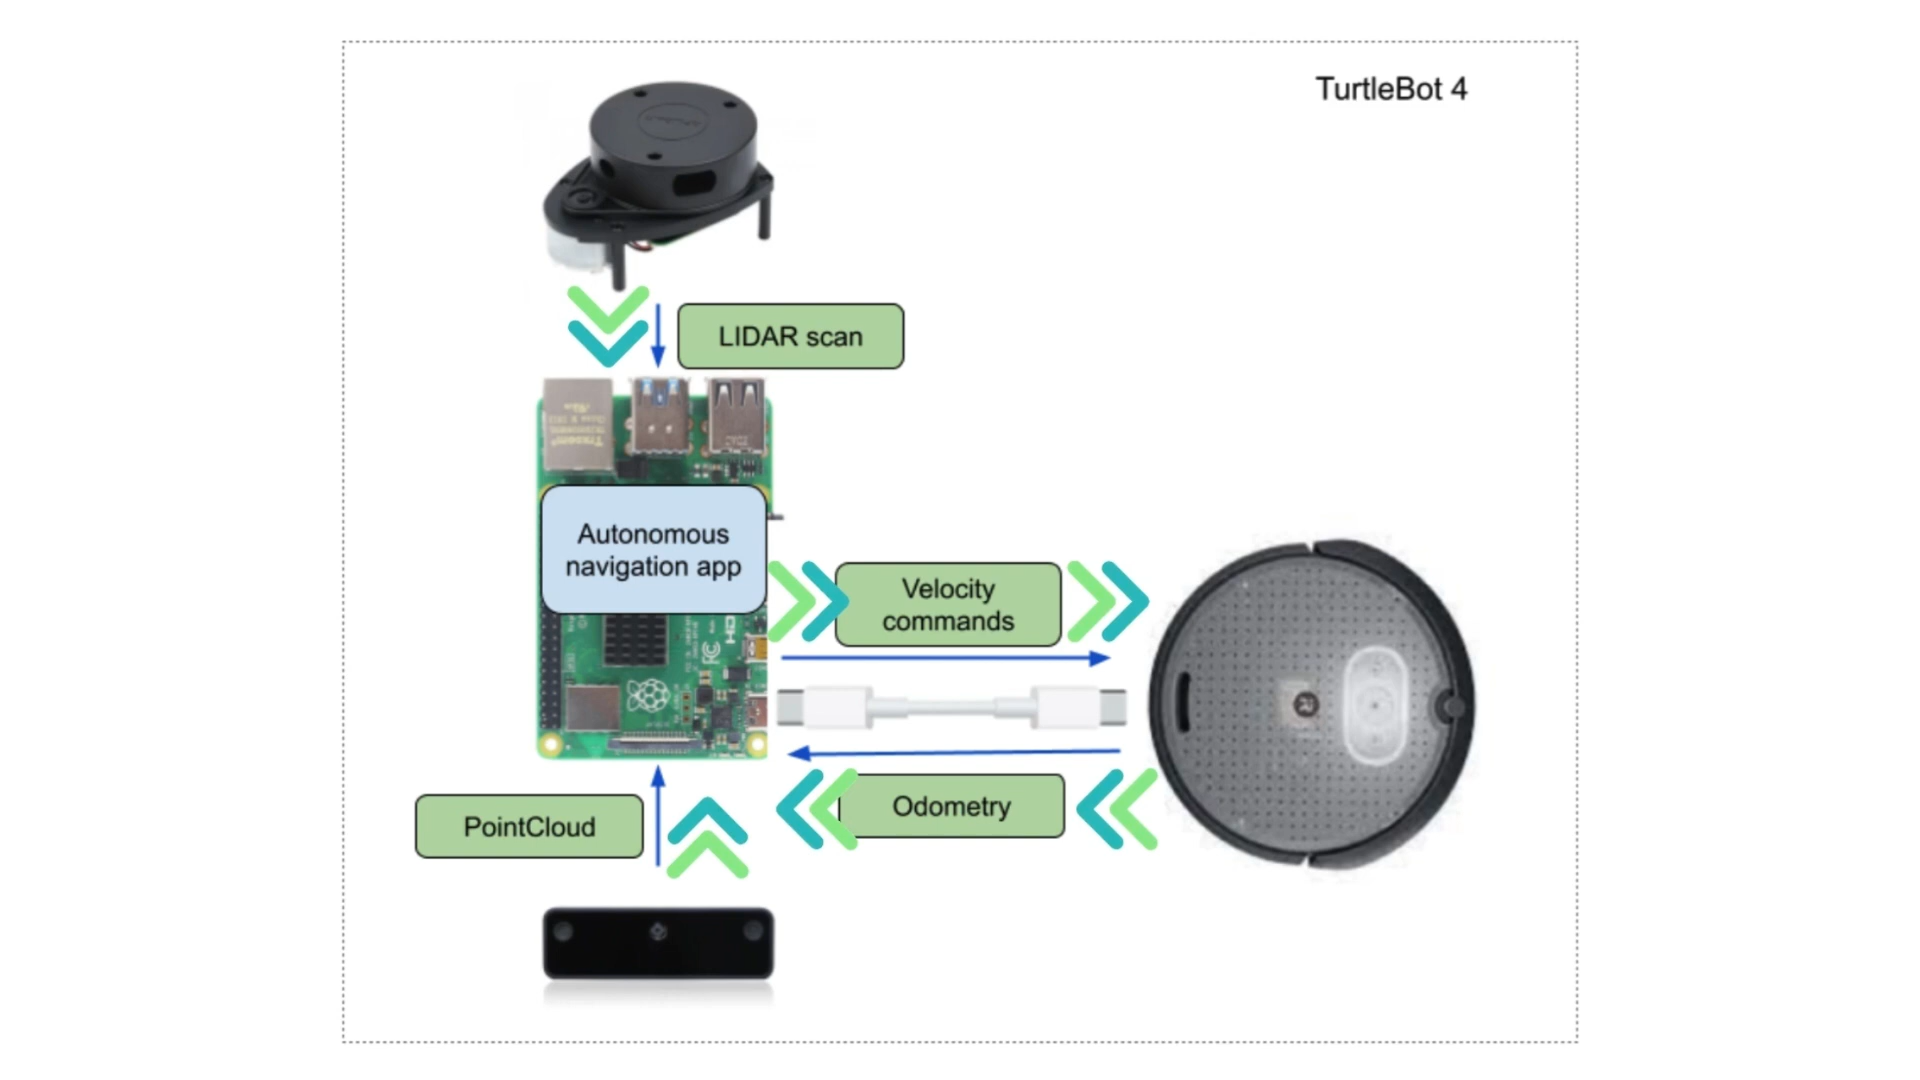 TurtleBot 4
LIDAR scan
Autonomous
navigation app
Velocity
commands
Odometry
PointCloud